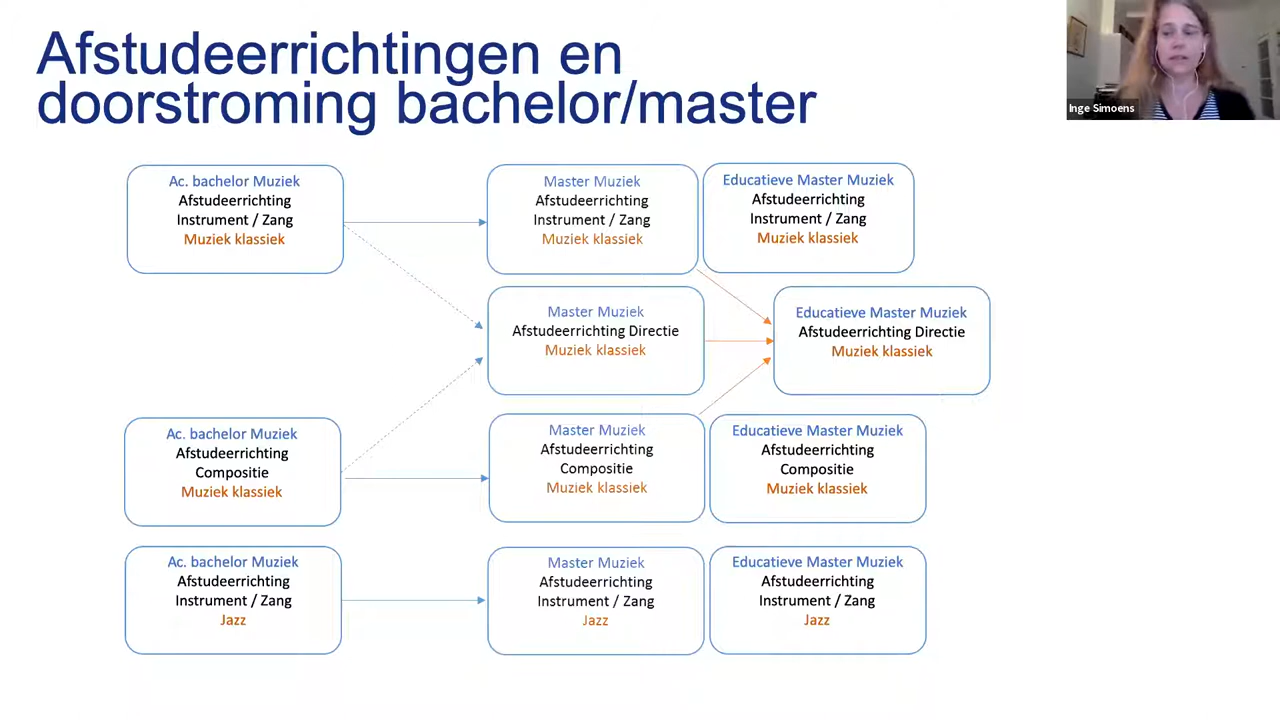 Afstudeerrichtingen en
doorstroming bachelor/master
Inge Simoens
Ac. bachelor Muziek
Afstudeerrichting
Instrument / Zang
Muziek klassiek
Master Muziek
Afstudeerrichting
Instrument / Zang
Muziek klassiek
Educatieve Master Muziek
Afstudeerrichting
Instrument / Zang
Muziek klassiek
Master Muziek
Afstudeerrichting Directie
Muziek klassiek
Educatieve Master Muziek
Afstudeerrichting Directie
Muziek klassiek
Ac. bachelor Muziek
Afstudeerrichting
Compositie
Muziek klassiek
Master Muziek
Afstudeerrichting
Compositie
Muziek klassiek
Educatieve Master Muziek
Afstudeerrichting
Compositie
Muziek klassiek
Ac. bachelor Muziek
Afstudeerrichting
Instrument / Zang
Jazz
Master Muziek
Afstudeerrichting
Instrument / Zang
Jazz
Educatieve Master Muziek
Afstudeerrichting
Instrument / Zang
Jazz